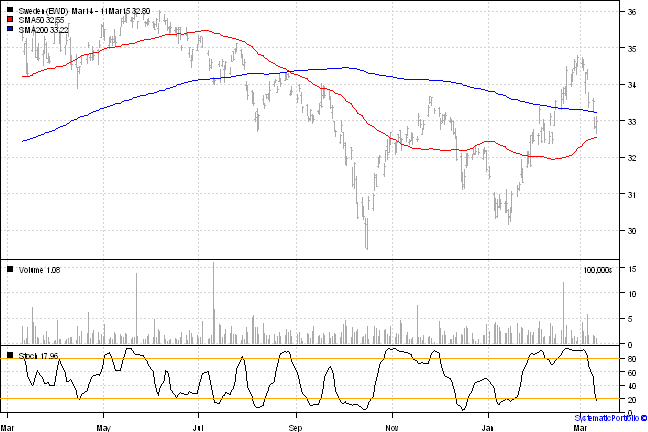 Sweden (EWD) Mar14 - 11Mar15 32.80
SMA50 32.55
SMA200 33.22
36
35
34
33
32
31
30
Volume 1.08
100,000s
15
10
5
0
Stoch 17.96
80
60
40
20
0
Mar May Jul Sep Nov Jan Mar
SystematicPortfolio ©